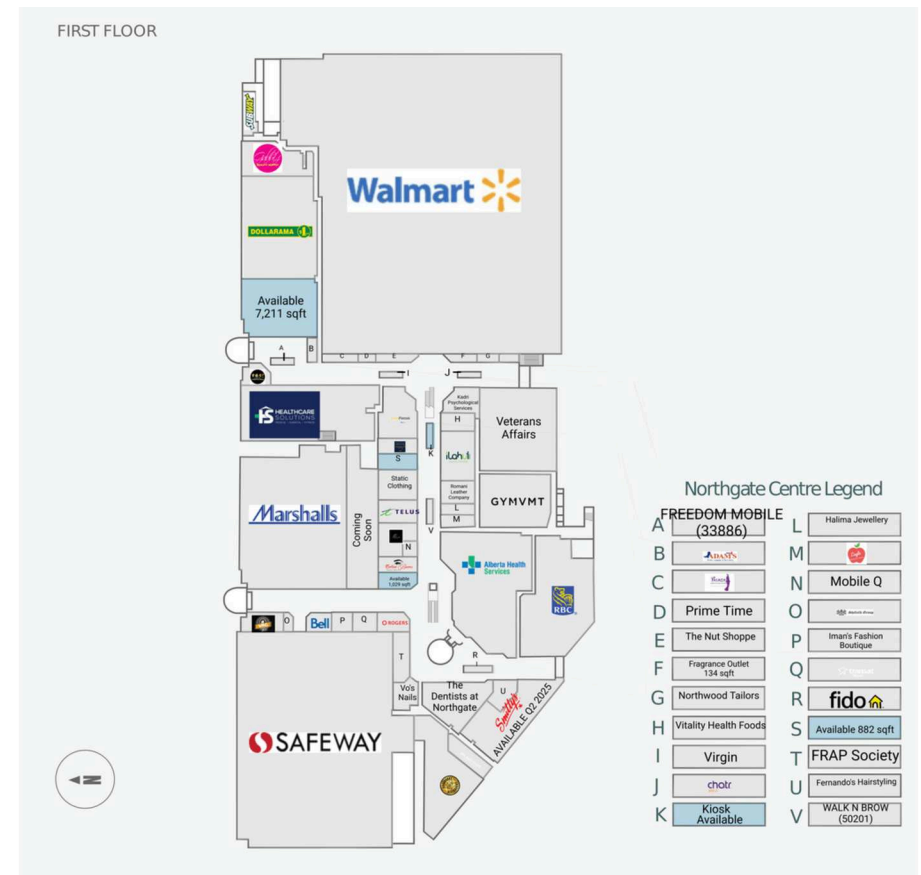 FIRST FLOOR
SUBWAY
Walmart
DOLLARAMA
Available
7,211 sqft
A
B
C
D
E
F
G
I
J
HEALTHCARE
SOLUTIONS
Kadri
Psychological
Services
H
K
S
Veterans
Affairs
Static
Clothing
Romani
Leather
Company
L
M
GYMVMT
Marshalls
Coming
Soon
TELUS
V
N
Available
1,029 sqft
Alberta Health
Services
RBC
O
Bell
P
Q
ROGERS
T
R
Vo's
Nails
The
Dentists at
Northgate
U
Smitty's
AVAILABLE Q2 2025
SAFEWAY
N
Northgate Centre Legend
A
FREEDOM MOBILE
(33886)
B
ADASI'S
C
D
Prime Time
E
The Nut Shoppe
F
Fragrance Outlet
134 sqft
G
Northwood Tailors
H
Vitality Health Foods
I
Virgin
J
chatr
K
Kiosk
Available
L
Halima Jewellery
M
N
Mobile Q
O
P
Iman's Fashion
Boutique
Q
R
fido
S
Available 882 sqft
T
FRAP Society
U
Fernando's Hairstyling
V
WALK N BROW
(50201)